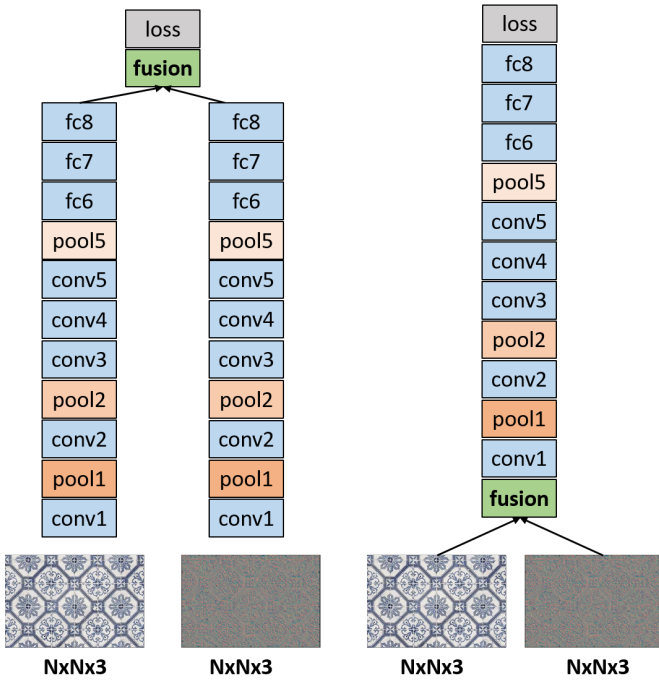 loss
fusion
fc8
fc7
fc6
pool5
conv5
conv4
conv3
pool2
conv2
pool1
conv1
NxNx3
fc8
fc7
fc6
pool5
conv5
conv4
conv3
pool2
conv2
pool1
conv1
NxNx3
loss
fc8
fc7
fc6
pool5
conv5
conv4
conv3
pool2
conv2
pool1
conv1
fusion
NxNx3
NxNx3